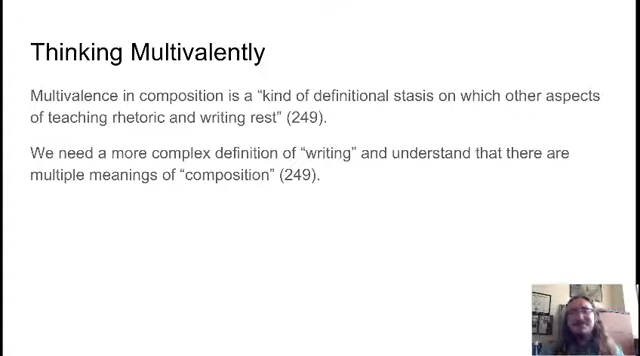 Thinking Multivalently
Multivalence in composition is a “kind of definitional stasis on which other aspects
of teaching rhetoric and writing rest” (249).
We need a more complex definition of “writing” and understand that there are
multiple meanings of “composition” (249).